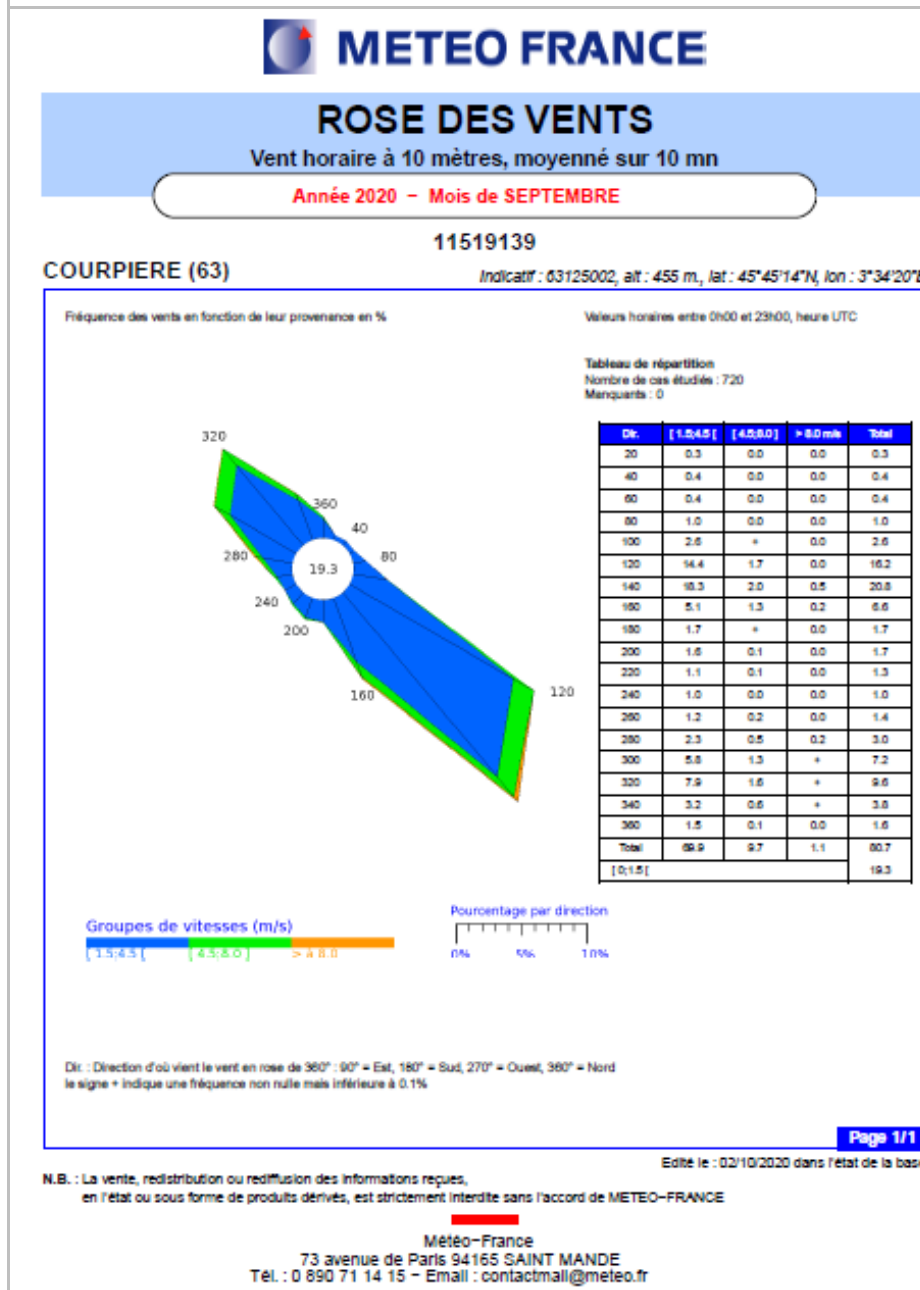 METEO FRANCE
ROSE DES VENTS
Vent horaire à 10 mètres, moyenné sur 10 mn
Année 2020 - Mois de SEPTEMBRE
11519139
COURPIERE (63)
Indicatif : 63125002, alt : 455 m., lat : 45°45'14"N, lon : 3°34'20"E
Fréquence des vents en fonction de leur provenance en %
Valeurs horaires entre 0h00 et 23h00, heure UTC
Tableau de répartition
Nombre de cas étudiés : 720
Manquants : 0
Dir. [ 1.5;4.5 [ [ 4.5;8.0 ] > 8.0 m/s Total
20 0.3 0.0 0.0 0.3
40 0.4 0.0 0.0 0.4
60 0.4 0.0 0.0 0.4
80 1.0 0.0 0.0 1.0
100 2.6 + 0.0 2.6
120 14.4 1.7 0.0 16.2
140 18.3 2.0 0.5 20.8
160 5.1 1.3 0.2 6.6
180 1.7 + 0.0 1.7
200 1.6 0.1 0.0 1.7
220 1.1 0.1 0.0 1.3
240 1.0 0.0 0.0 1.0
260 1.2 0.2 0.0 1.4
280 2.3 0.5 0.2 3.0
300 5.8 1.3 + 7.2
320 7.9 1.6 + 9.6
340 3.2 0.6 + 3.8
360 1.5 0.1 0.0 1.6
Total 69.9 9.7 1.1 80.7
[ 0;1.5 [ 19.3
320
360
40
280
19.3
80
240
200
160
120
Groupes de vitesses (m/s)
[ 1.5;4.5 [ [ 4.5;8.0 ] > à 8.0
Pourcentage par direction
0% 5% 10%
Dir. : Direction d'où vient le vent en rose de 360° : 90° = Est, 180° = Sud, 270° = Ouest, 360° = Nord
le signe + indique une fréquence non nulle mais inférieure à 0.1%
Page 1/1
Edité le : 02/10/2020 dans l'état de la base
N.B. : La vente, redistribution ou rediffusion des informations reçues,
en l'état ou sous forme de produits dérivés, est strictement interdite sans l'accord de METEO-FRANCE
Météo-France
73 avenue de Paris 94165 SAINT MANDE
Tél. : 0 890 71 14 15 - Email : contactmail@meteo.fr